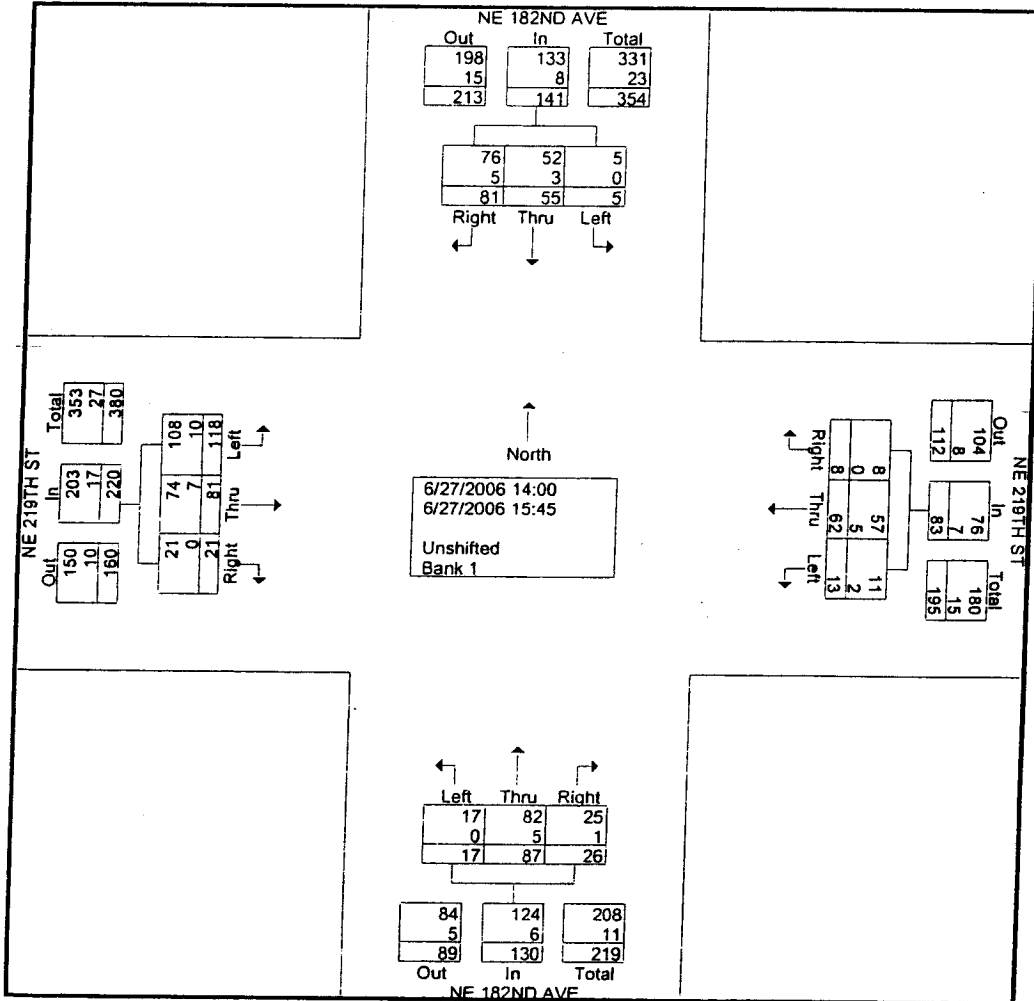 NE 182ND AVE
Out In Total
198 133 331
15 8 23
213 141 354
76 52 5
5 3 0
81 55 5
Right Thru Left
NE 219TH ST
Total In Out
353 203 150
27 17 10
380 220 160
108 74 21
10 7 0
118 81 21
Left Thru Right
North
6/27/2006 14:00
6/27/2006 15:45
Unshifted
Bank 1
NE 219TH ST
Out In Total
104 76 180
8 7 15
112 83 195
8 57 11
0 5 2
8 62 13
Right Thru Left
Left Thru Right
17 82 25
0 5 1
17 87 26
84 124 208
5 6 11
89 130 219
Out In Total
NE 182ND AVE